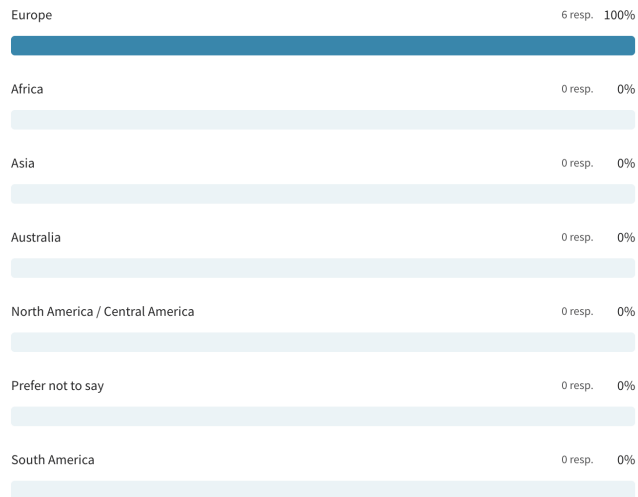 Europe 6 resp. 100%
Africa 0 resp. 0%
Asia 0 resp. 0%
Australia 0 resp. 0%
North America / Central America 0 resp. 0%
Prefer not to say 0 resp. 0%
South America 0 resp. 0%